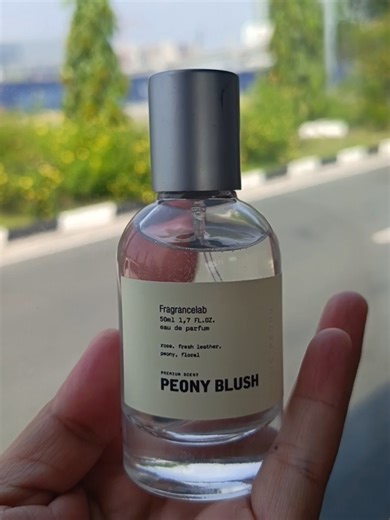 Fragrancelab
50ml 1,7 FL.OZ.
eau de parfum
rose, fresh leather,
peony, floral
PREMIUM SCENT
PEONY BLUSH